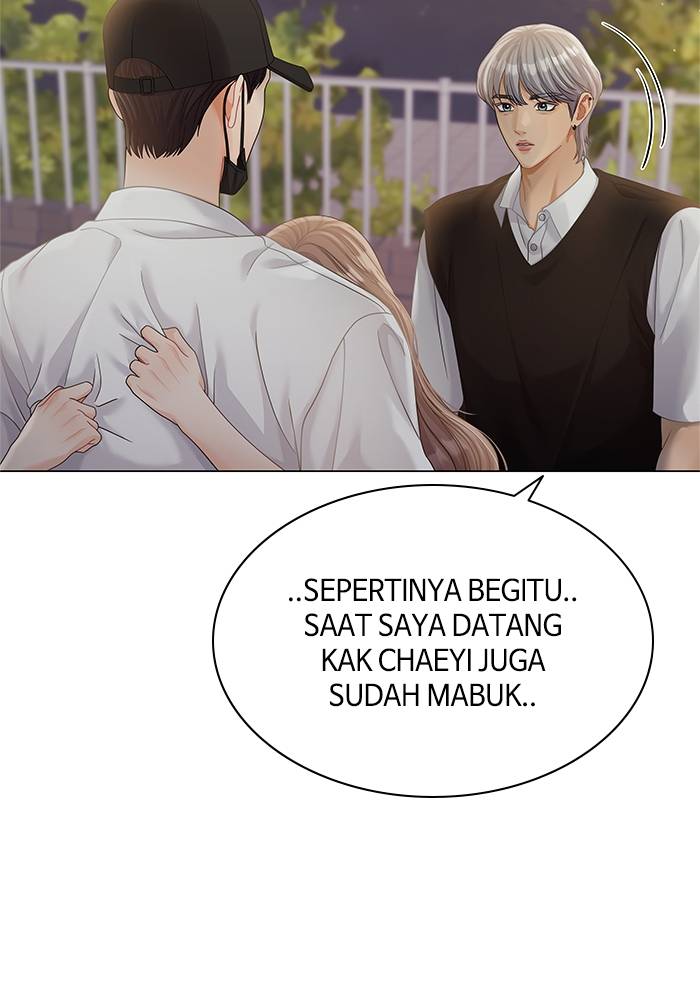 ..SEPERTINYA BEGITU..
SAAT SAYA DATANG
KAK CHAEYI JUGA
SUDAH MABUK..